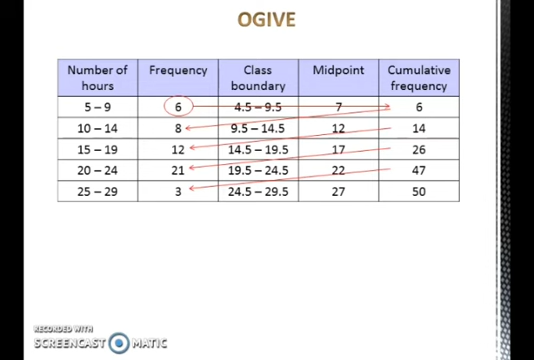 OGIVE
Number of hours Frequency Class boundary Midpoint Cumulative frequency
5 – 9 6 4.5 – 9.5 7 6
10 – 14 8 9.5 – 14.5 12 14
15 – 19 12 14.5 – 19.5 17 26
20 – 24 21 19.5 – 24.5 22 47
25 – 29 3 24.5 – 29.5 27 50
RECORDED WITH
SCREENCAST MATIC